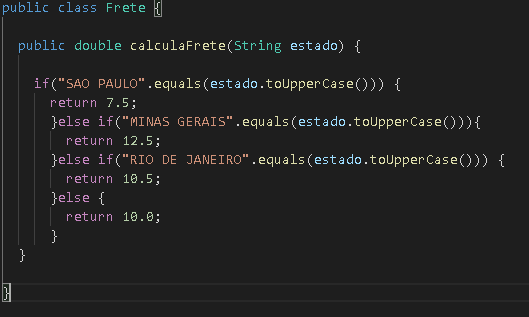 public class Frete {
public double calculaFrete(String estado) {
if("SAO PAULO".equals(estado.toUpperCase())) {
return 7.5;
}else if("MINAS GERAIS".equals(estado.toUpperCase())){
return 12.5;
}else if("RIO DE JANEIRO".equals(estado.toUpperCase())) {
return 10.5;
}else {
return 10.0;
}
}
}